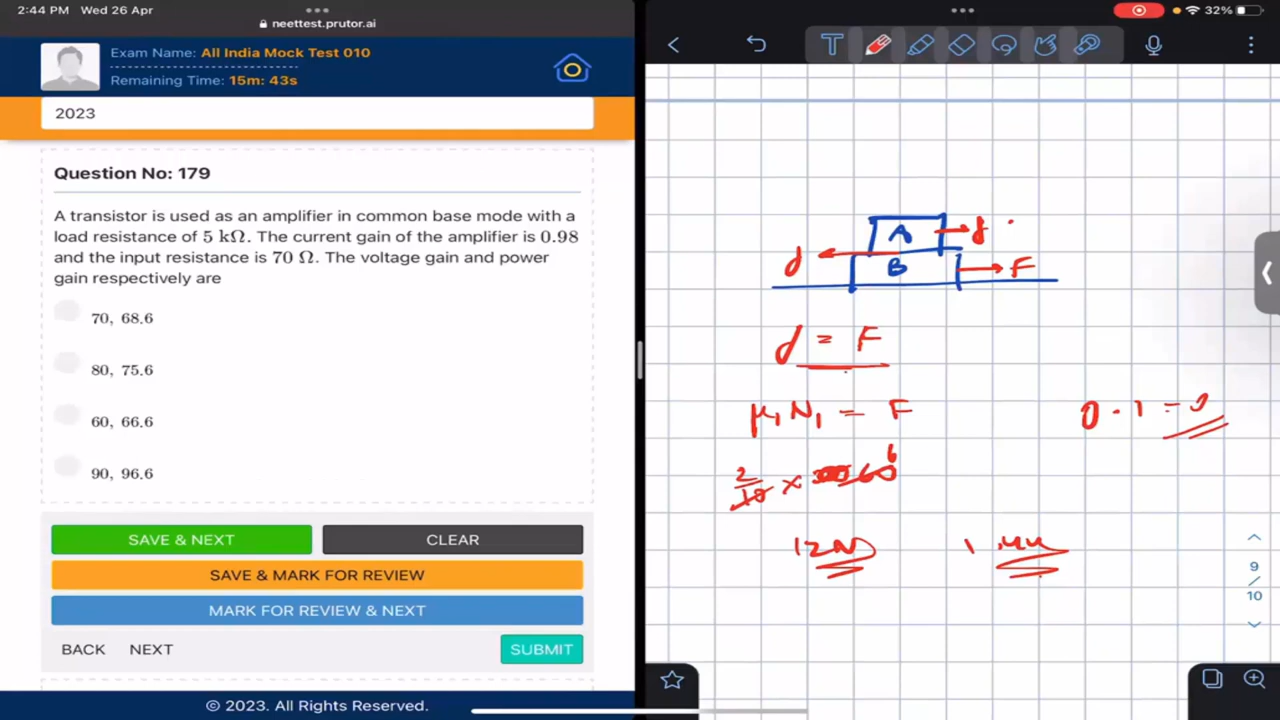 2:44 PM Wed 26 Apr
neettest.prutor.ai
32%
Exam Name: All India Mock Test 010
Remaining Time: 15m: 43s
2023
Question No: 179
A transistor is used as an amplifier in common base mode with a
load resistance of 5 kΩ. The current gain of the amplifier is 0.98
and the input resistance is 70 Ω. The voltage gain and power
gain respectively are
70, 68.6
80, 75.6
60, 66.6
90, 96.6
SAVE & NEXT
CLEAR
SAVE & MARK FOR REVIEW
MARK FOR REVIEW & NEXT
BACK
NEXT
SUBMIT
© 2023. All Rights Reserved.
T
A
f
f
B
F
f = F
μ₁N₁ = F
2
6
10 × 60
12N
9
/
10